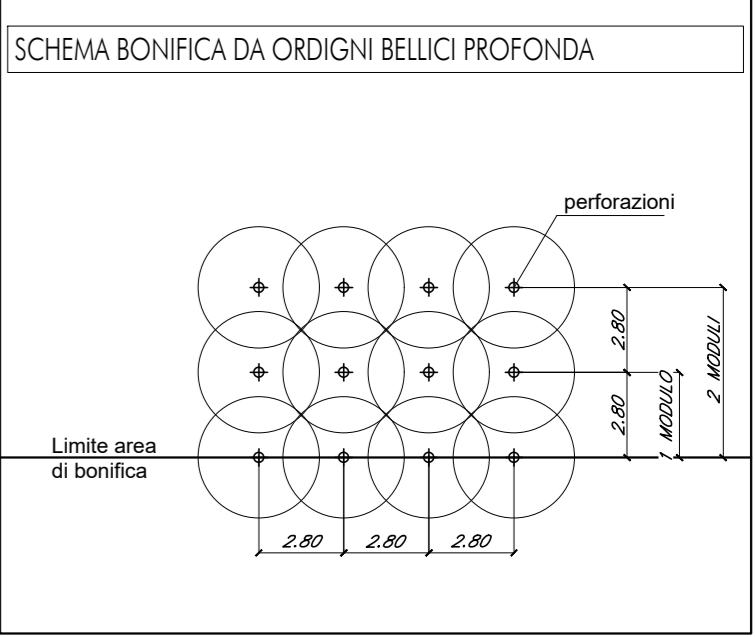 SCHEMA BONIFICA DA ORDIGNI BELLICI PROFONDA
perforazioni
2.80
2.80
1 MODULO
2 MODULI
Limite area
di bonifica
2.80
2.80
2.80